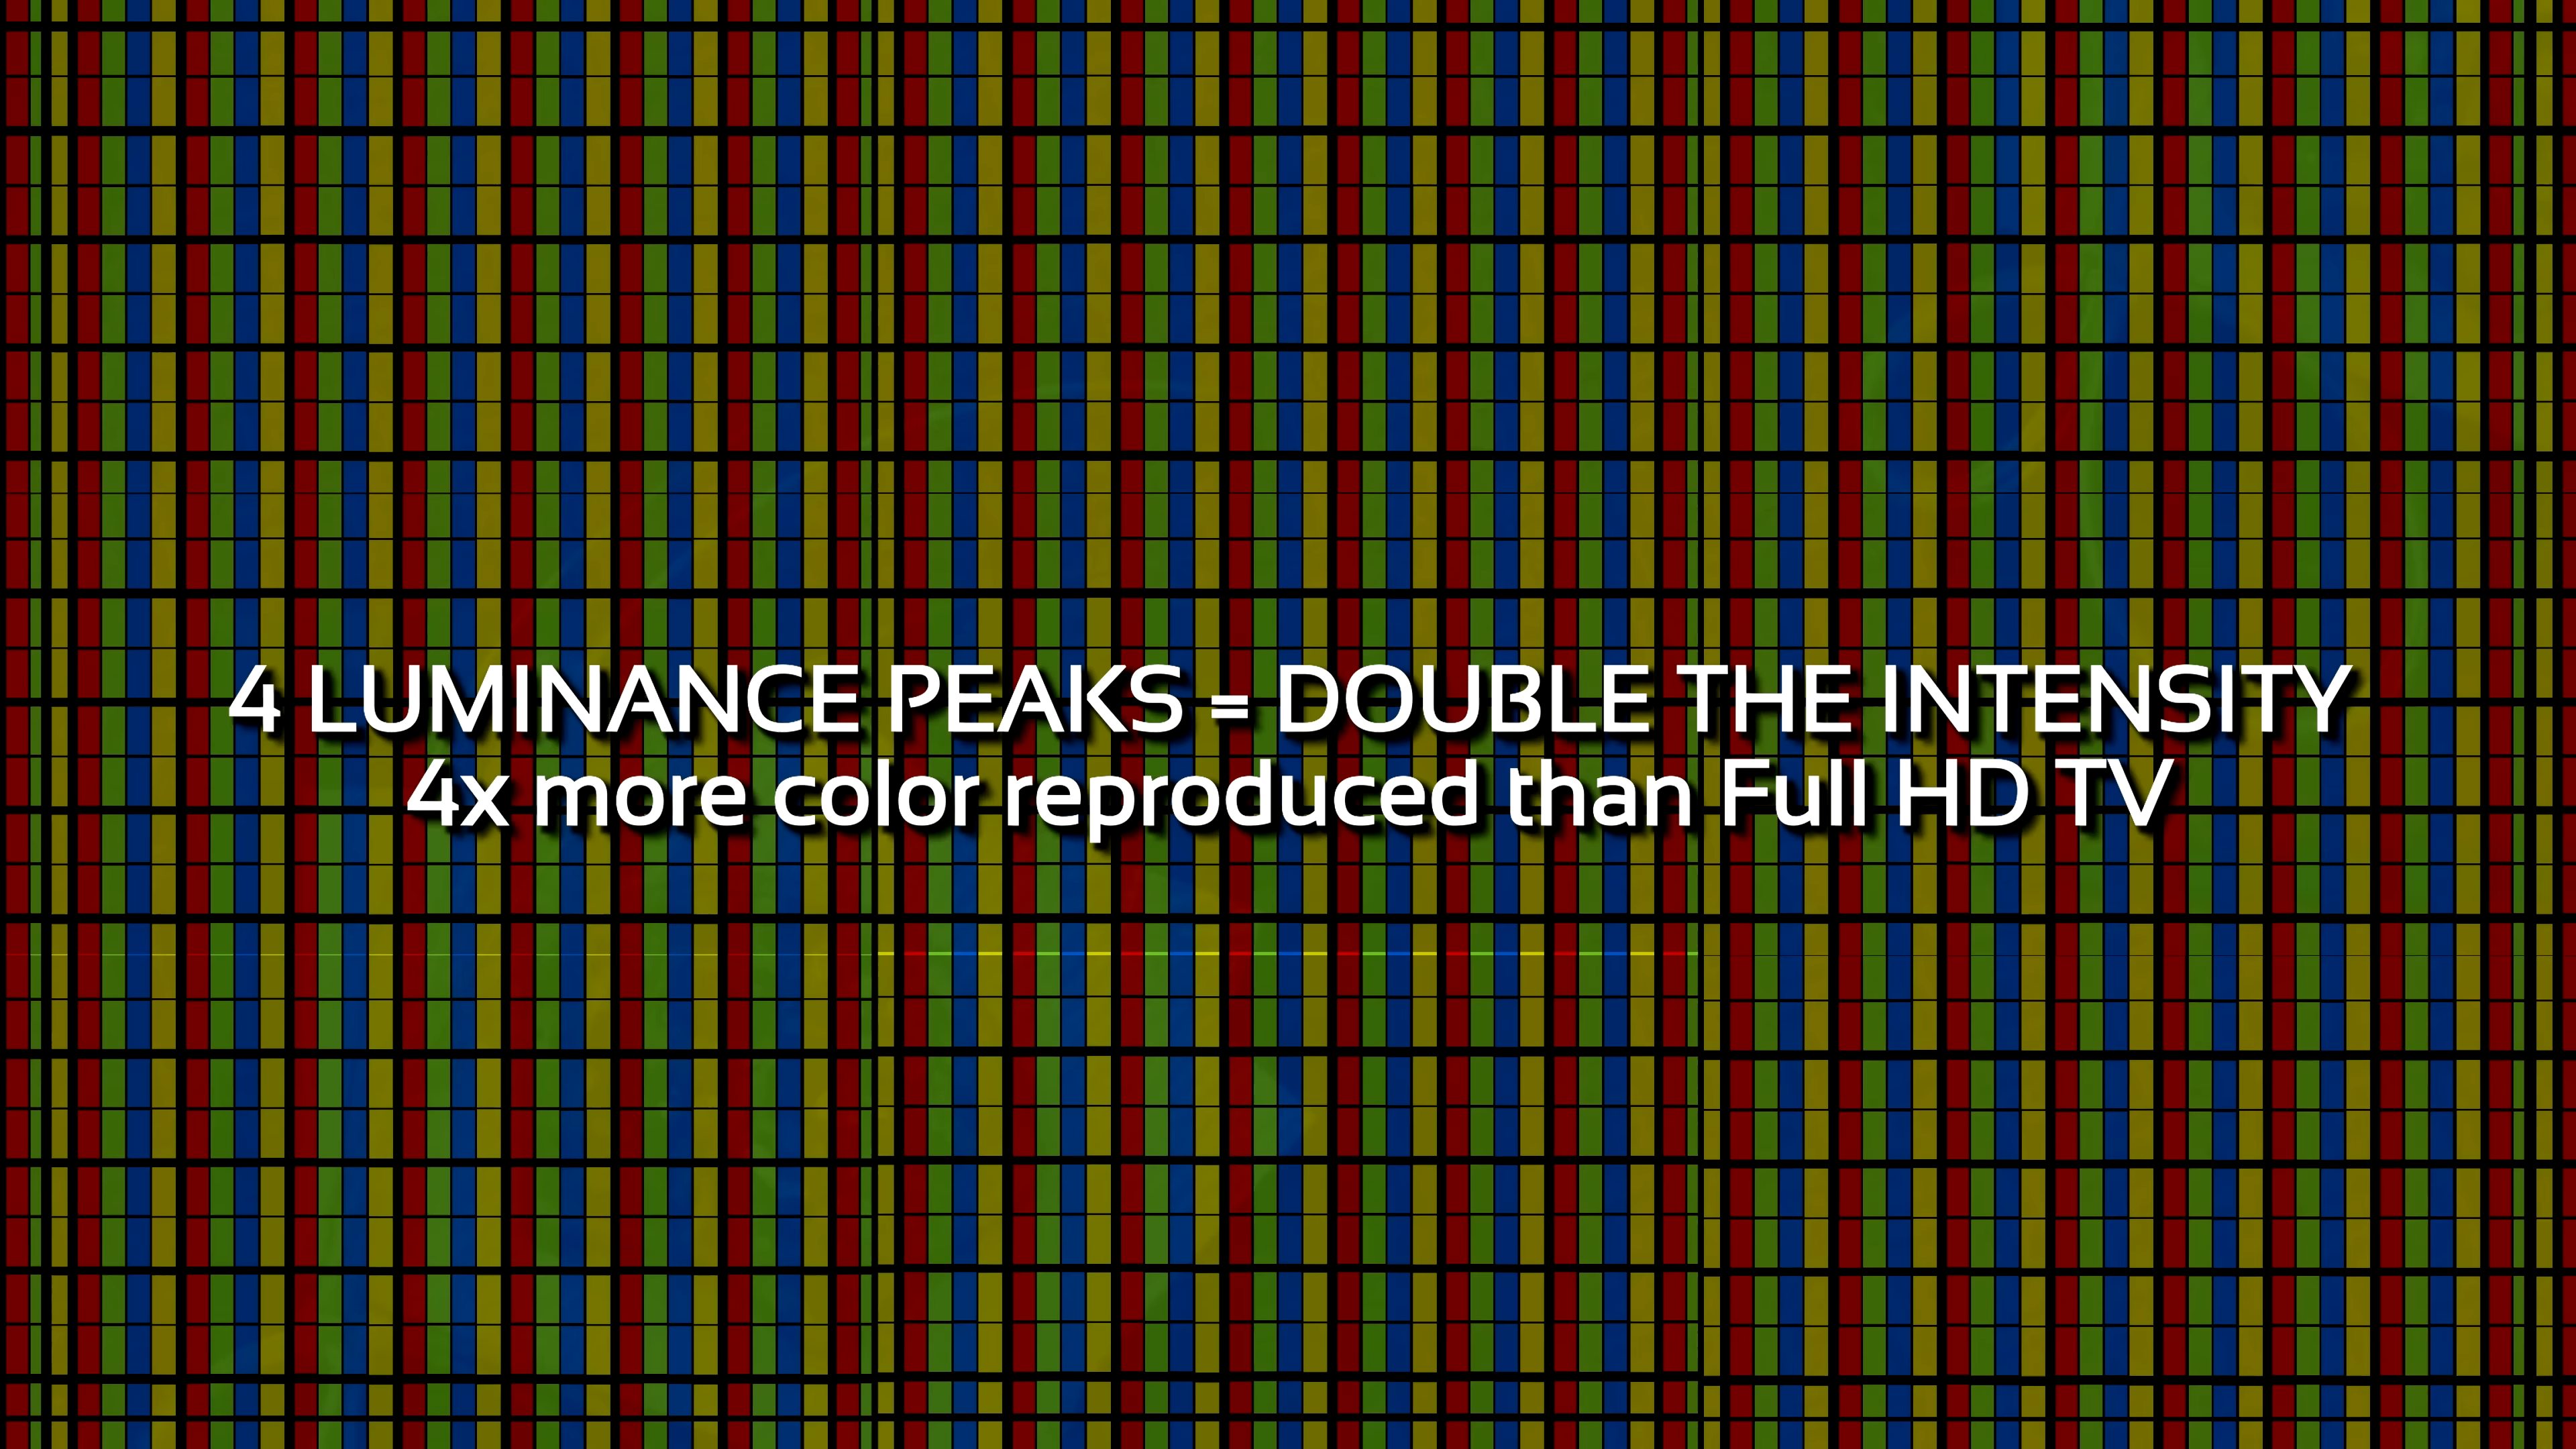 4 LUMINANCE PEAKS = DOUBLE THE INTENSITY
4x more color reproduced than Full HD TV